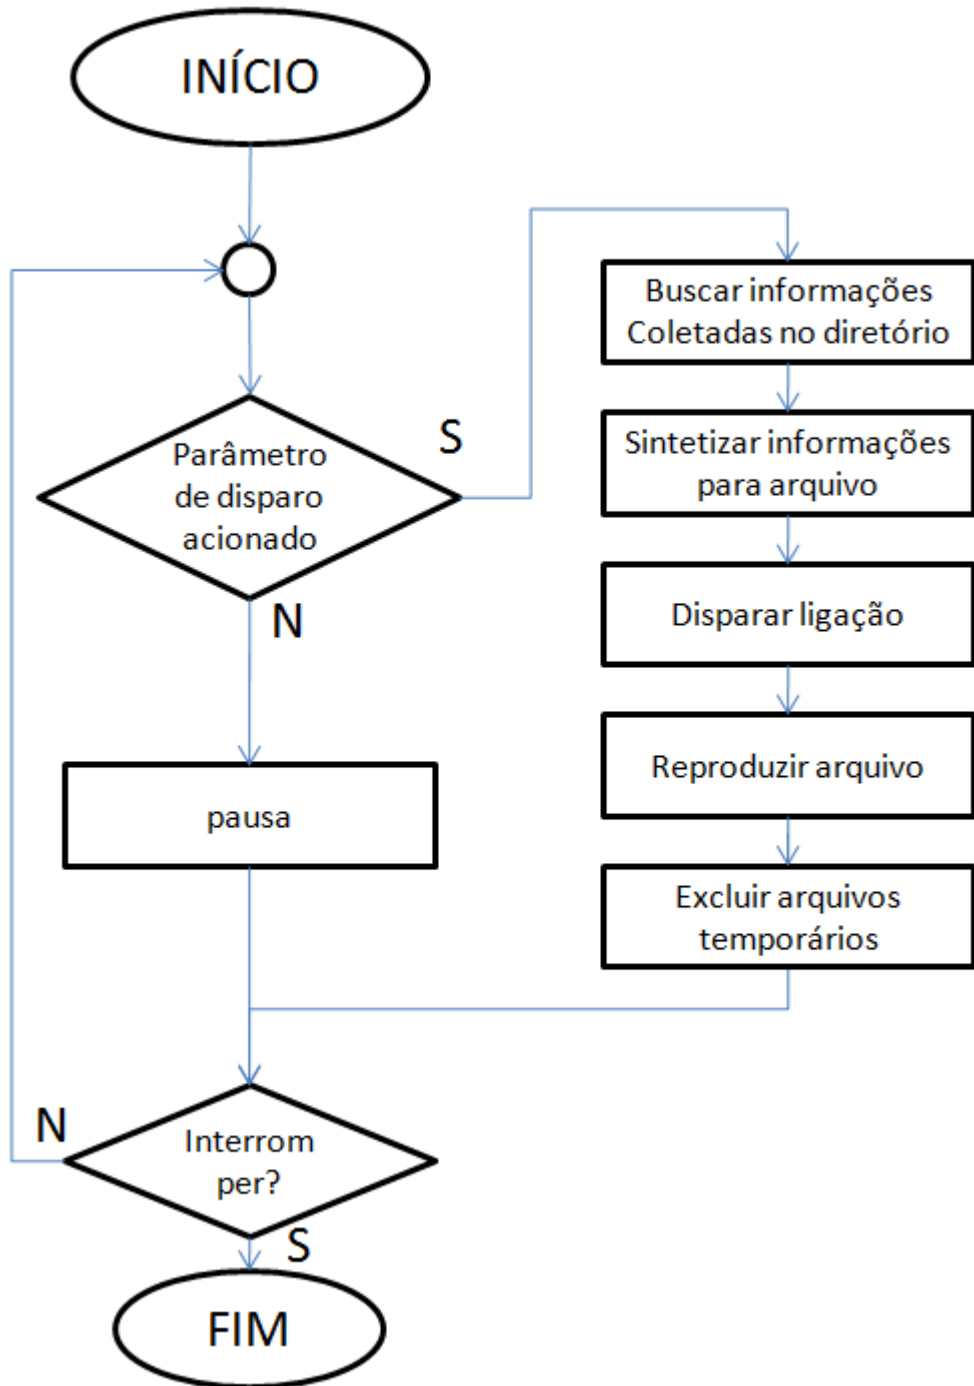 INÍCIO
Parâmetro
de disparo
acionado
S
N
Buscar informações
Coletadas no diretório
Sintetizar informações
para arquivo
Disparar ligação
Reproduzir arquivo
Excluir arquivos
temporários
pausa
Interrom
per?
N
S
FIM